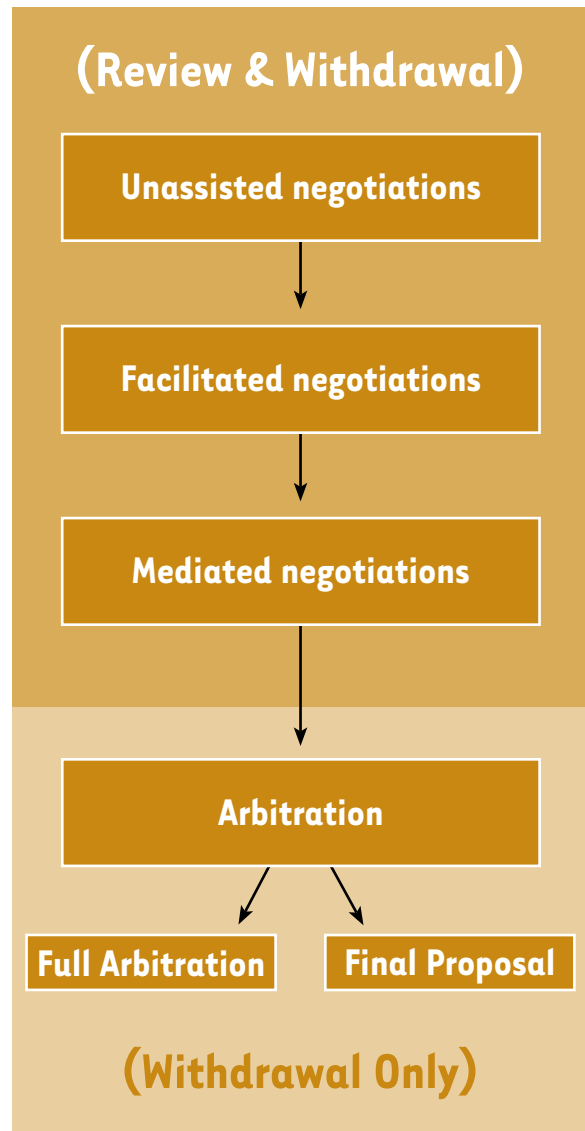 (Review & Withdrawal)
Unassisted negotiations
Facilitated negotiations
Mediated negotiations
Arbitration
Full Arbitration
Final Proposal
(Withdrawal Only)